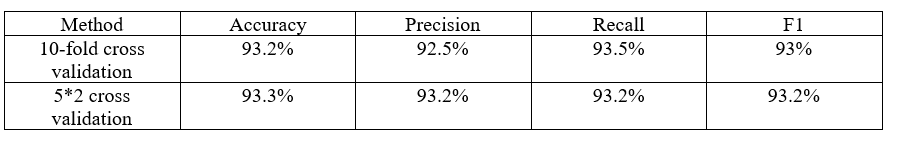 Method Accuracy Precision Recall F1
10-fold cross validation 93.2% 92.5% 93.5% 93%
5*2 cross validation 93.3% 93.2% 93.2% 93.2%